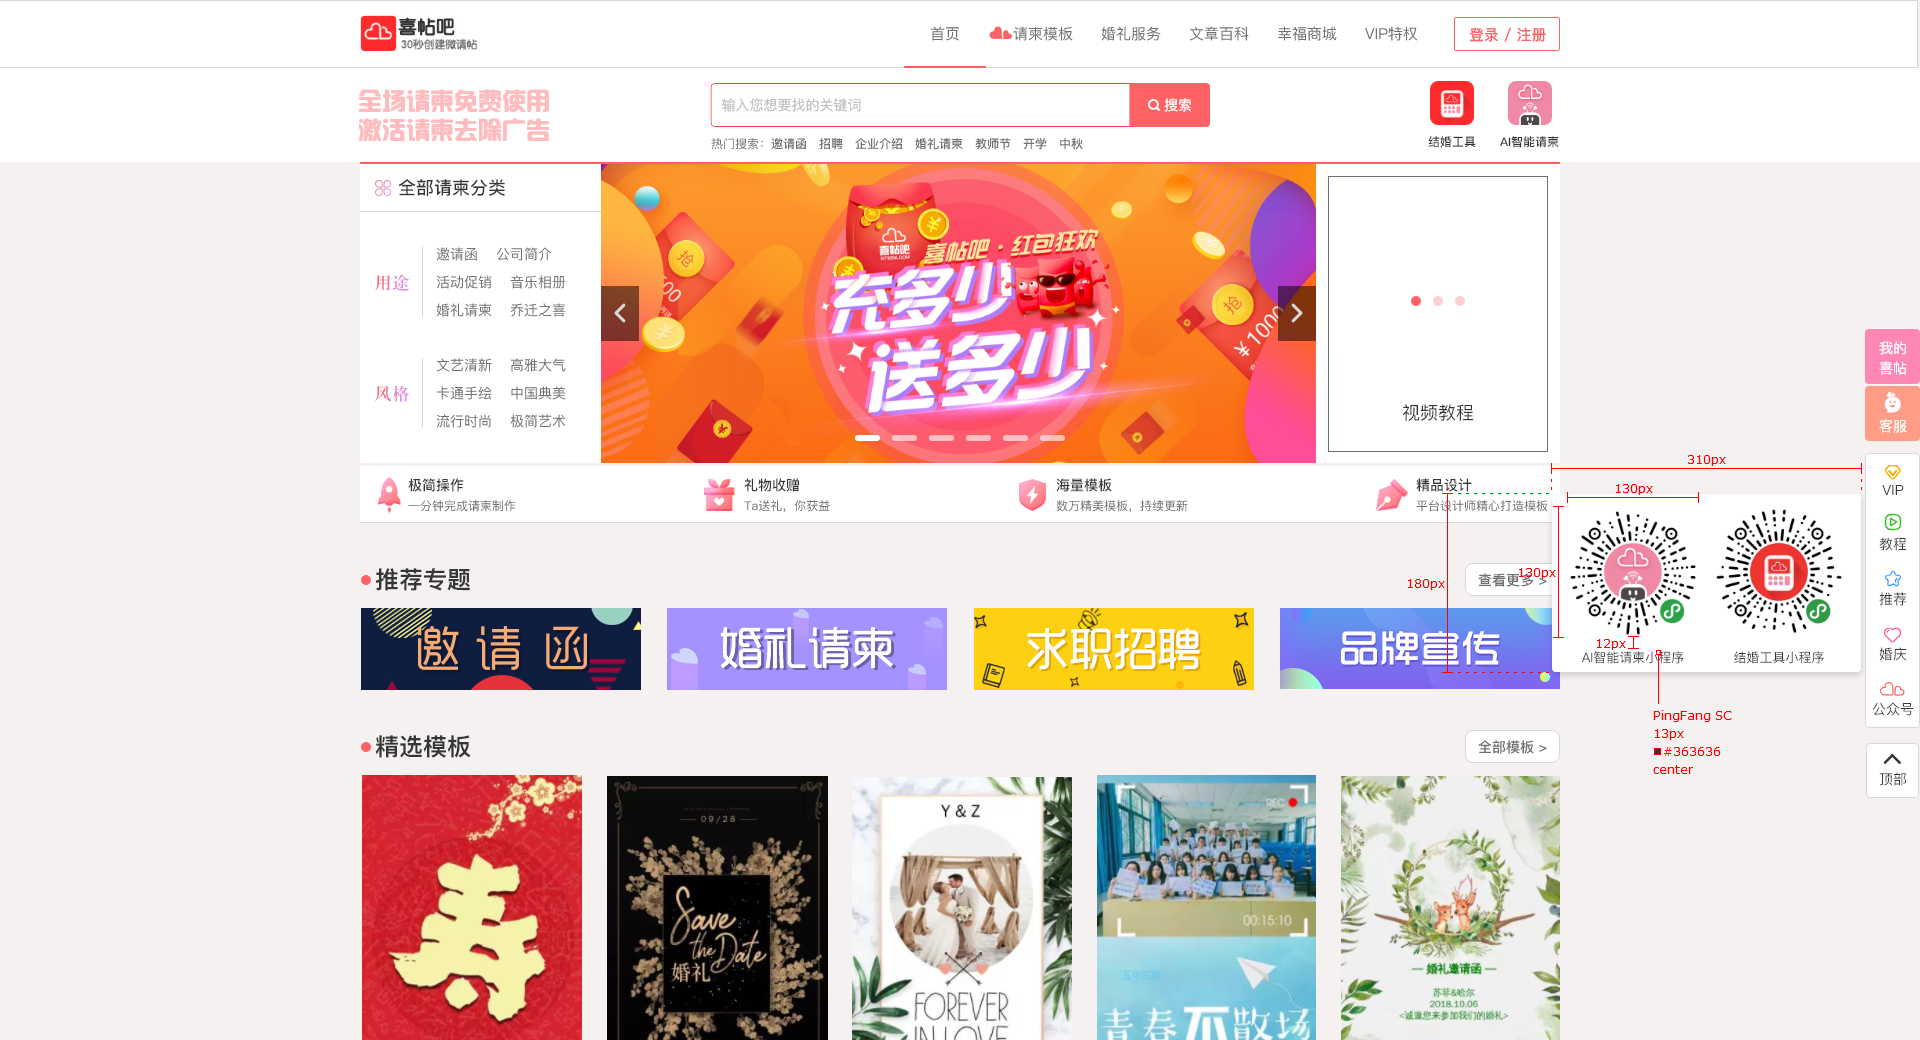 喜帖吧
30秒创建微请帖
首页 请柬模板 婚礼服务 文章百科 幸福商城 VIP特权 登录 / 注册
全场请柬免费使用
激活请柬去除广告
输入您想要找的关键词 搜索
热门搜索: 邀请函 招聘 企业介绍 婚礼请柬 教师节 开学 中秋
结婚工具 AI智能请柬
全部请柬分类
用途
邀请函 公司简介
活动促销 音乐相册
婚礼请柬 乔迁之喜
风格
文艺清新 高雅大气
卡通手绘 中国典美
流行时尚 极简艺术
喜帖吧
喜帖吧·红包狂欢
充多少
送多少
抢
抢
¥1000
视频教程
极简操作
一分钟完成请柬制作
礼物收赠
Ta送礼，你获益
海量模板
数万精美模板，持续更新
精品设计
平台设计师精心打造模板
推荐专题
查看更多 >
邀请函
婚礼请柬
求职招聘
品牌宣传
精选模板
全部模板 >
寿
09/28
Save
the Date
婚礼
Y & Z
FOREVER
IN LOVE
REC
00:15:10
青春不散场
婚礼邀请函
苏菲&哈尔
2018.10.06
<诚邀您来参加我们的婚礼>
310px
130px
180px
130px
12px
AI智能请柬小程序
结婚工具小程序
PingFang SC
13px
#363636
center
我的
喜帖
客服
VIP
教程
推荐
婚庆
公众号
顶部